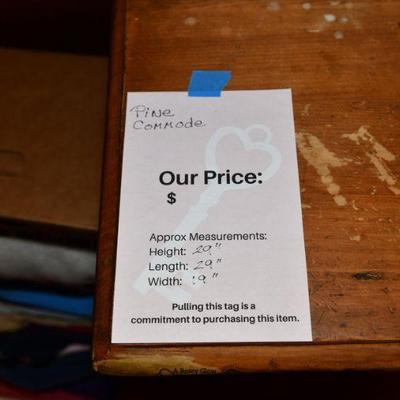 Pine
Commode
Our Price:
$
Approx Measurements:
Height: 29"
Length: 29"
Width: 19"
Pulling this tag is a
commitment to purchasing this item.